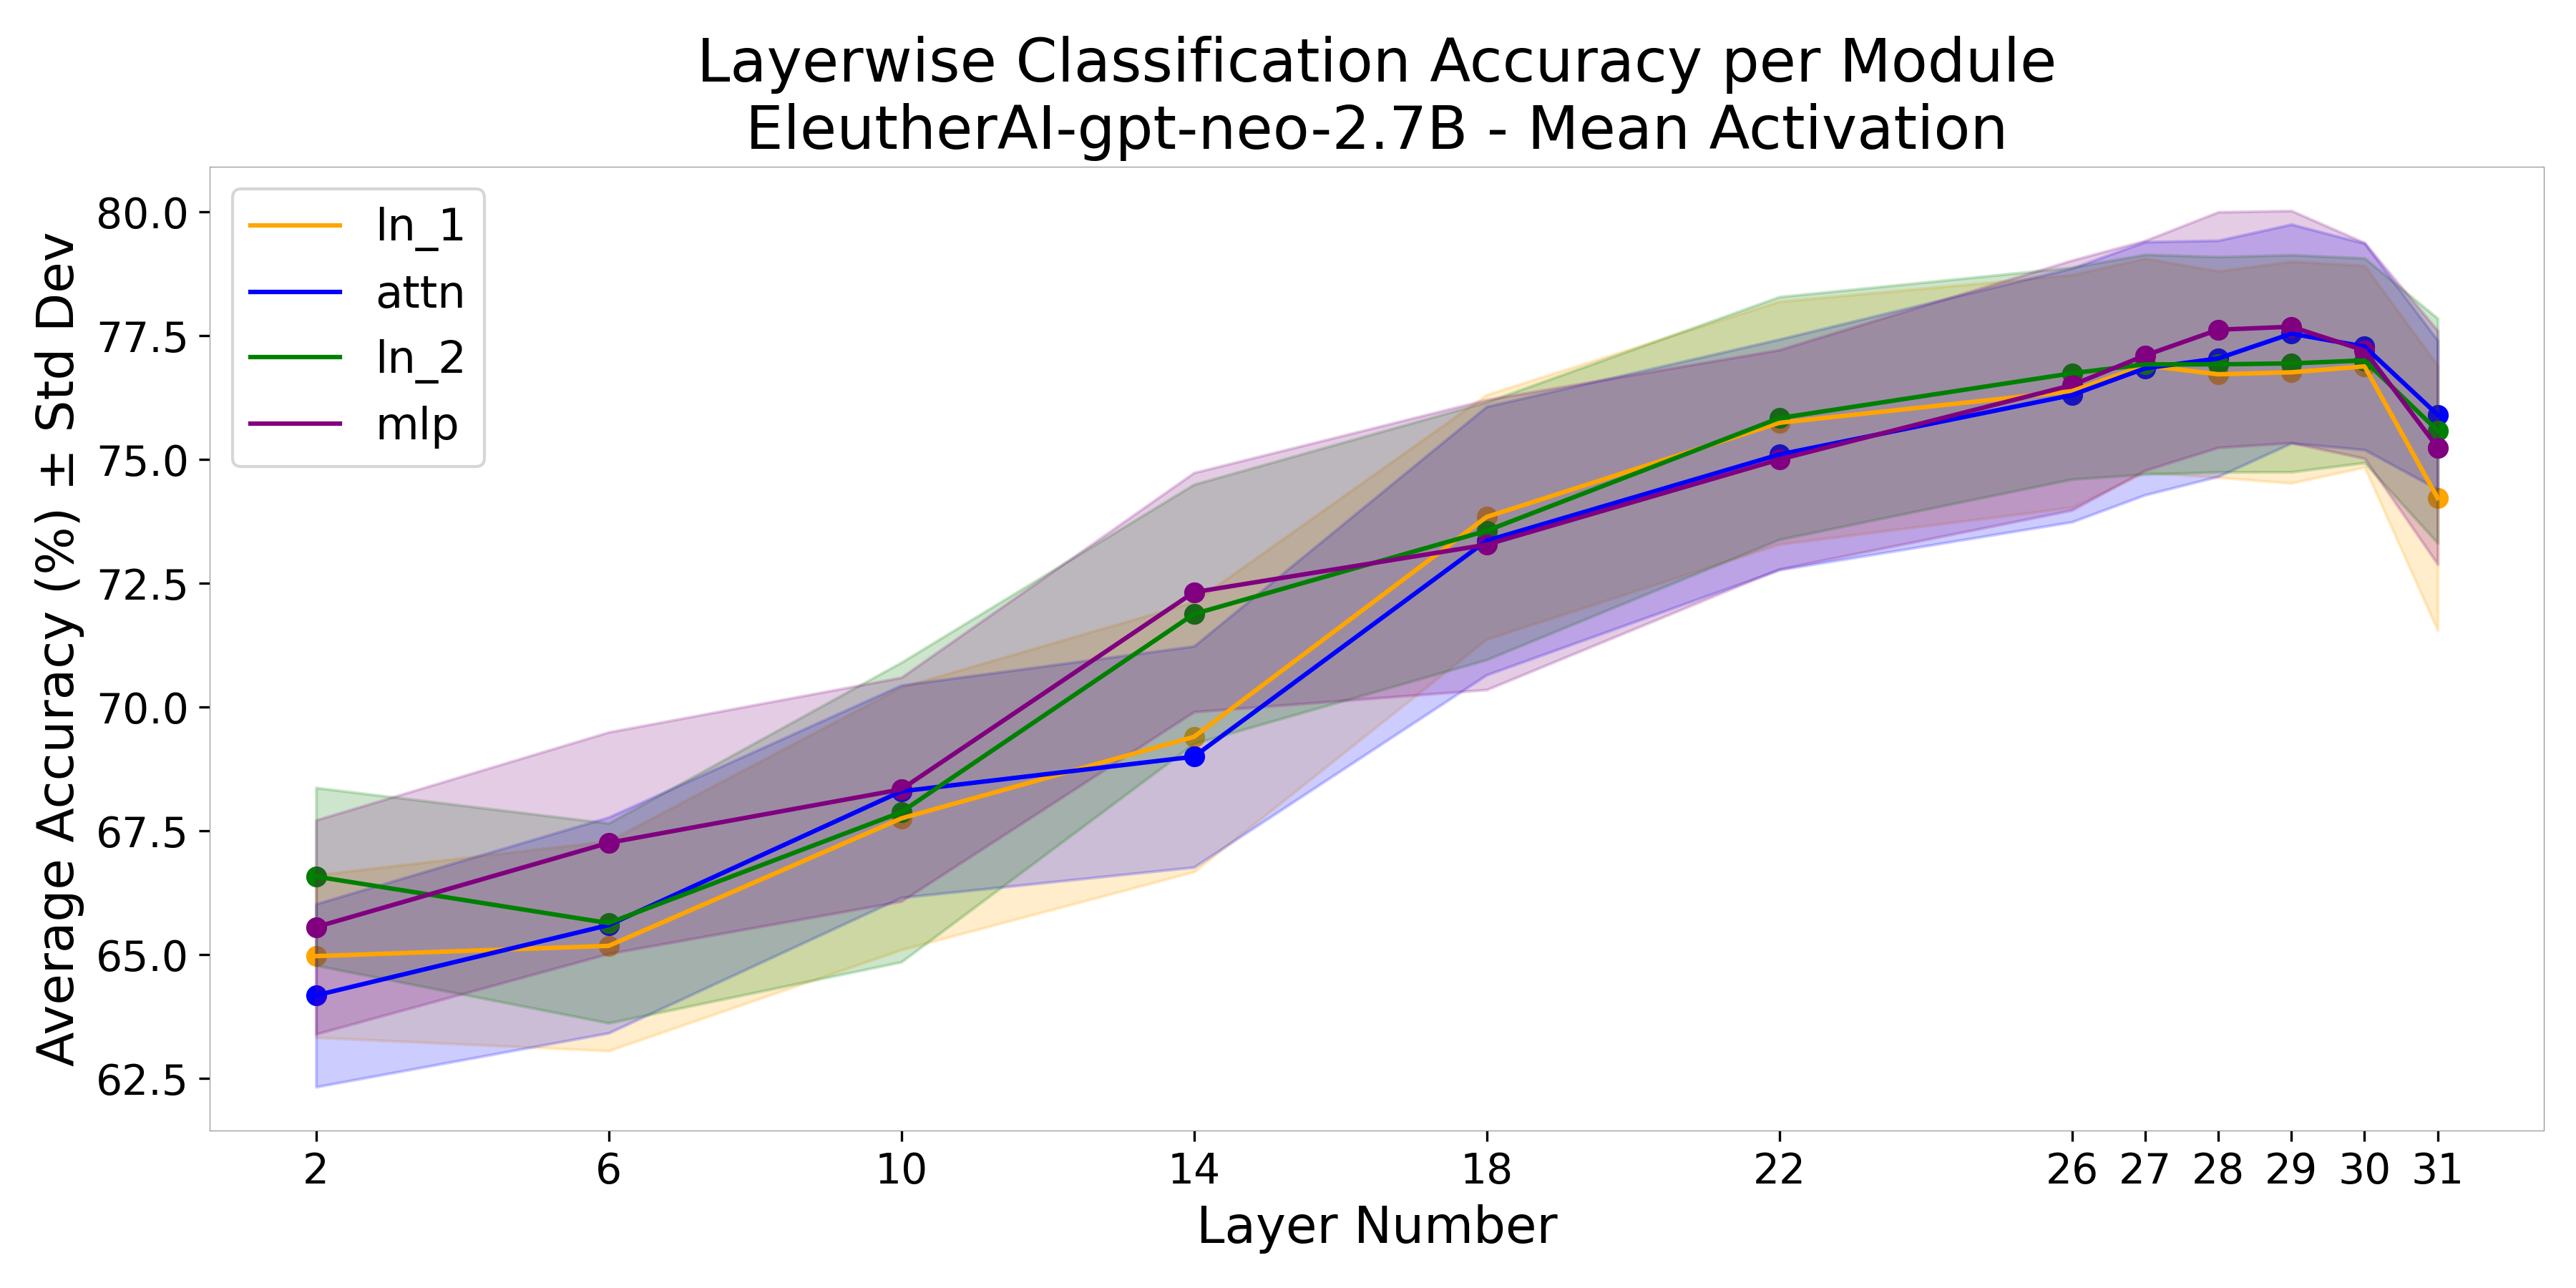 Layerwise Classification Accuracy per Module
EleutherAI-gpt-neo-2.7B - Mean Activation
Average Accuracy (%) ± Std Dev
80.0
77.5
75.0
72.5
70.0
67.5
65.0
62.5
ln_1
attn
ln_2
mlp
2 6 10 14 18 22 26 27 28 29 30 31
Layer Number